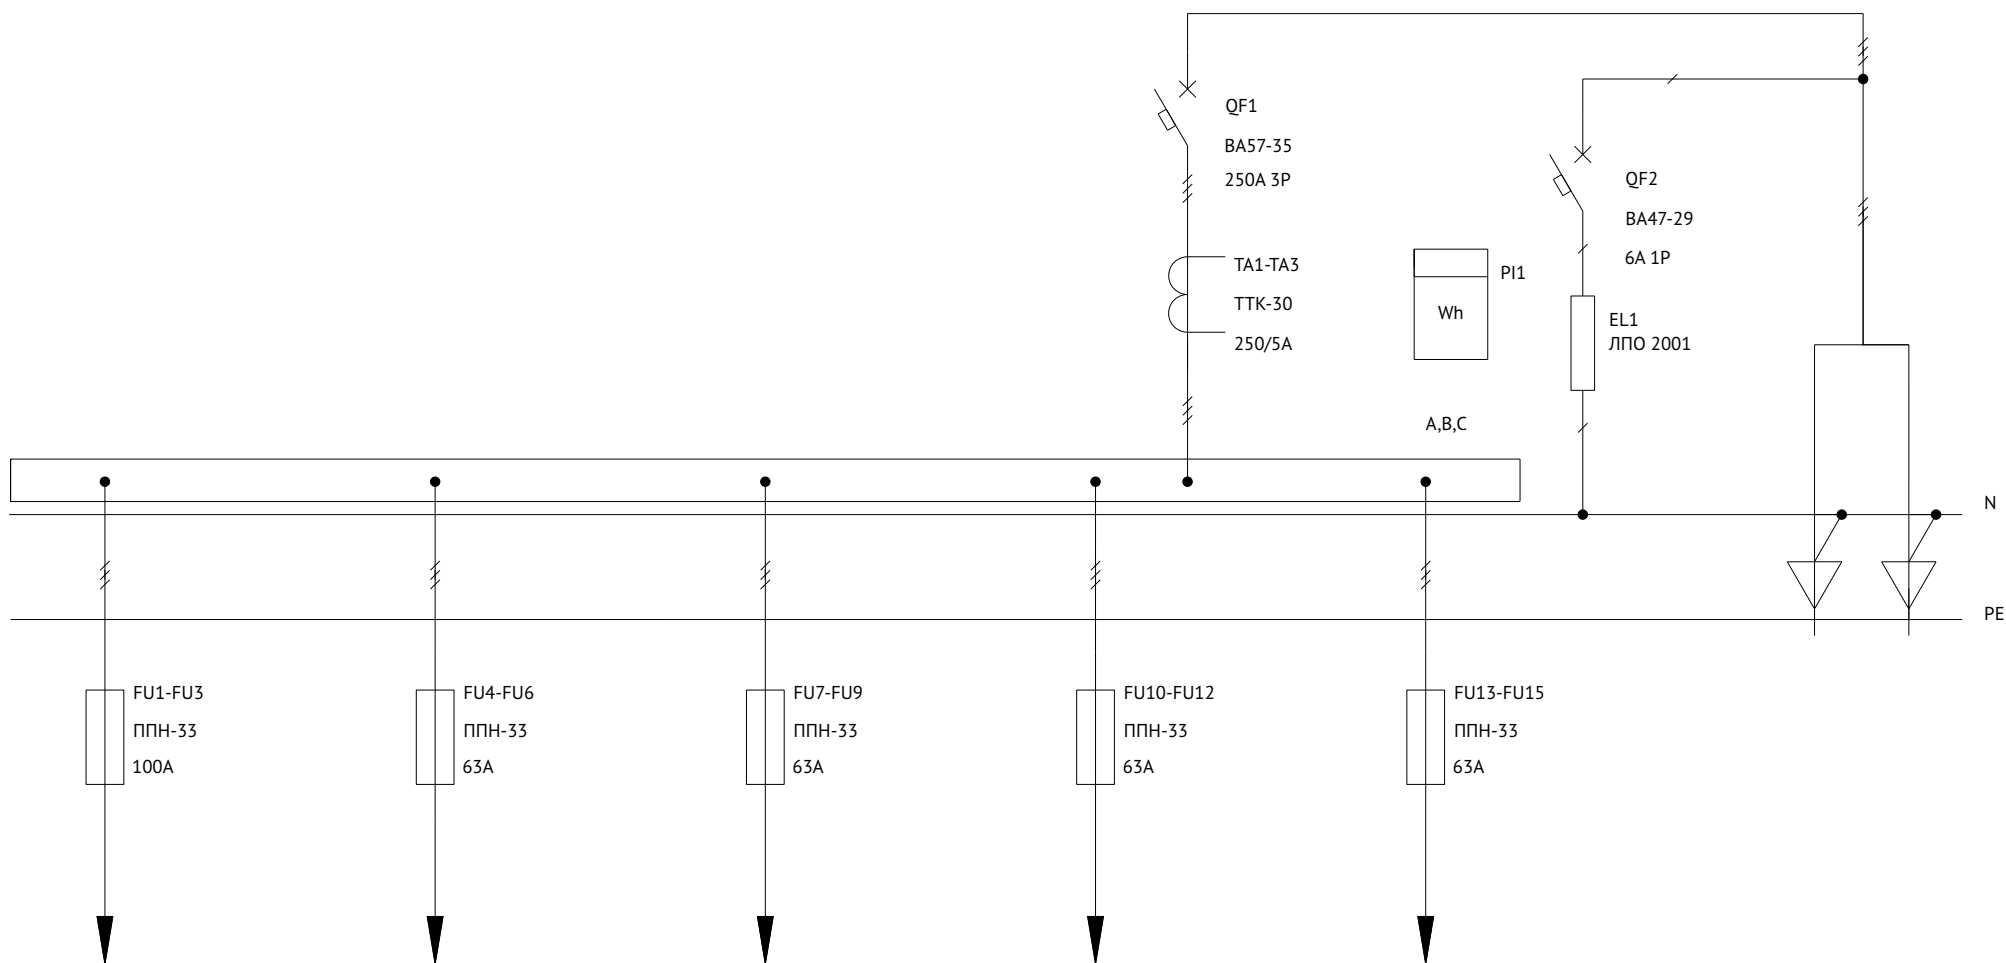 QF1
ВА57-35
250А 3Р
QF2
ВА47-29
6А 1Р
ТА1-ТА3
ТТК-30
250/5А
PI1
Wh
EL1
ЛПО 2001
А,В,С
N
PE
FU1-FU3
ППН-33
100А
FU4-FU6
ППН-33
63А
FU7-FU9
ППН-33
63А
FU10-FU12
ППН-33
63А
FU13-FU15
ППН-33
63А